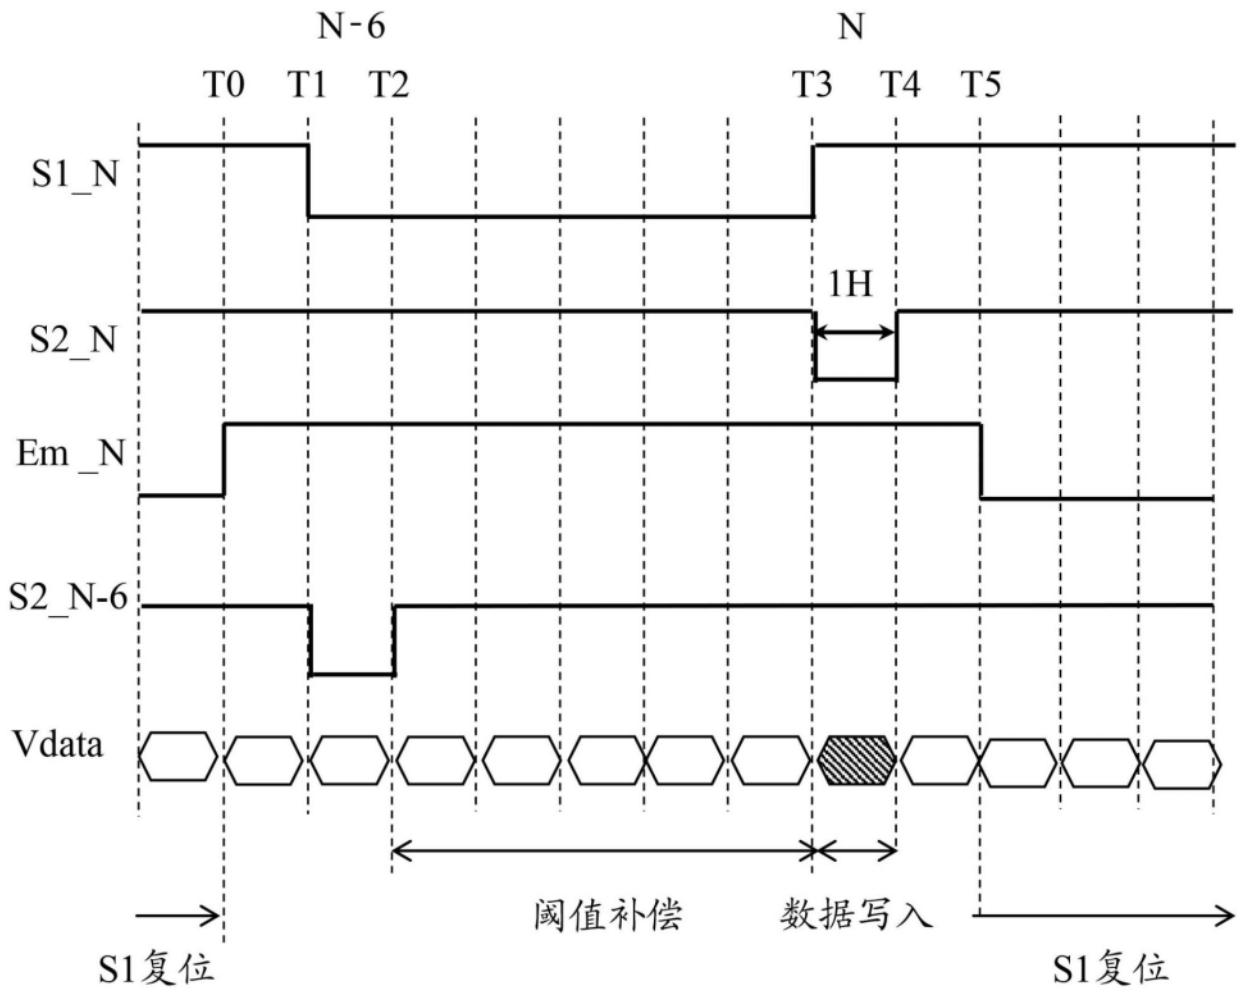 N-6 N
T0 T1 T2 T3 T4 T5
S1_N
1H
S2_N
Em _N
S2_N-6
Vdata
阈值补偿 数据写入
S1复位 S1复位